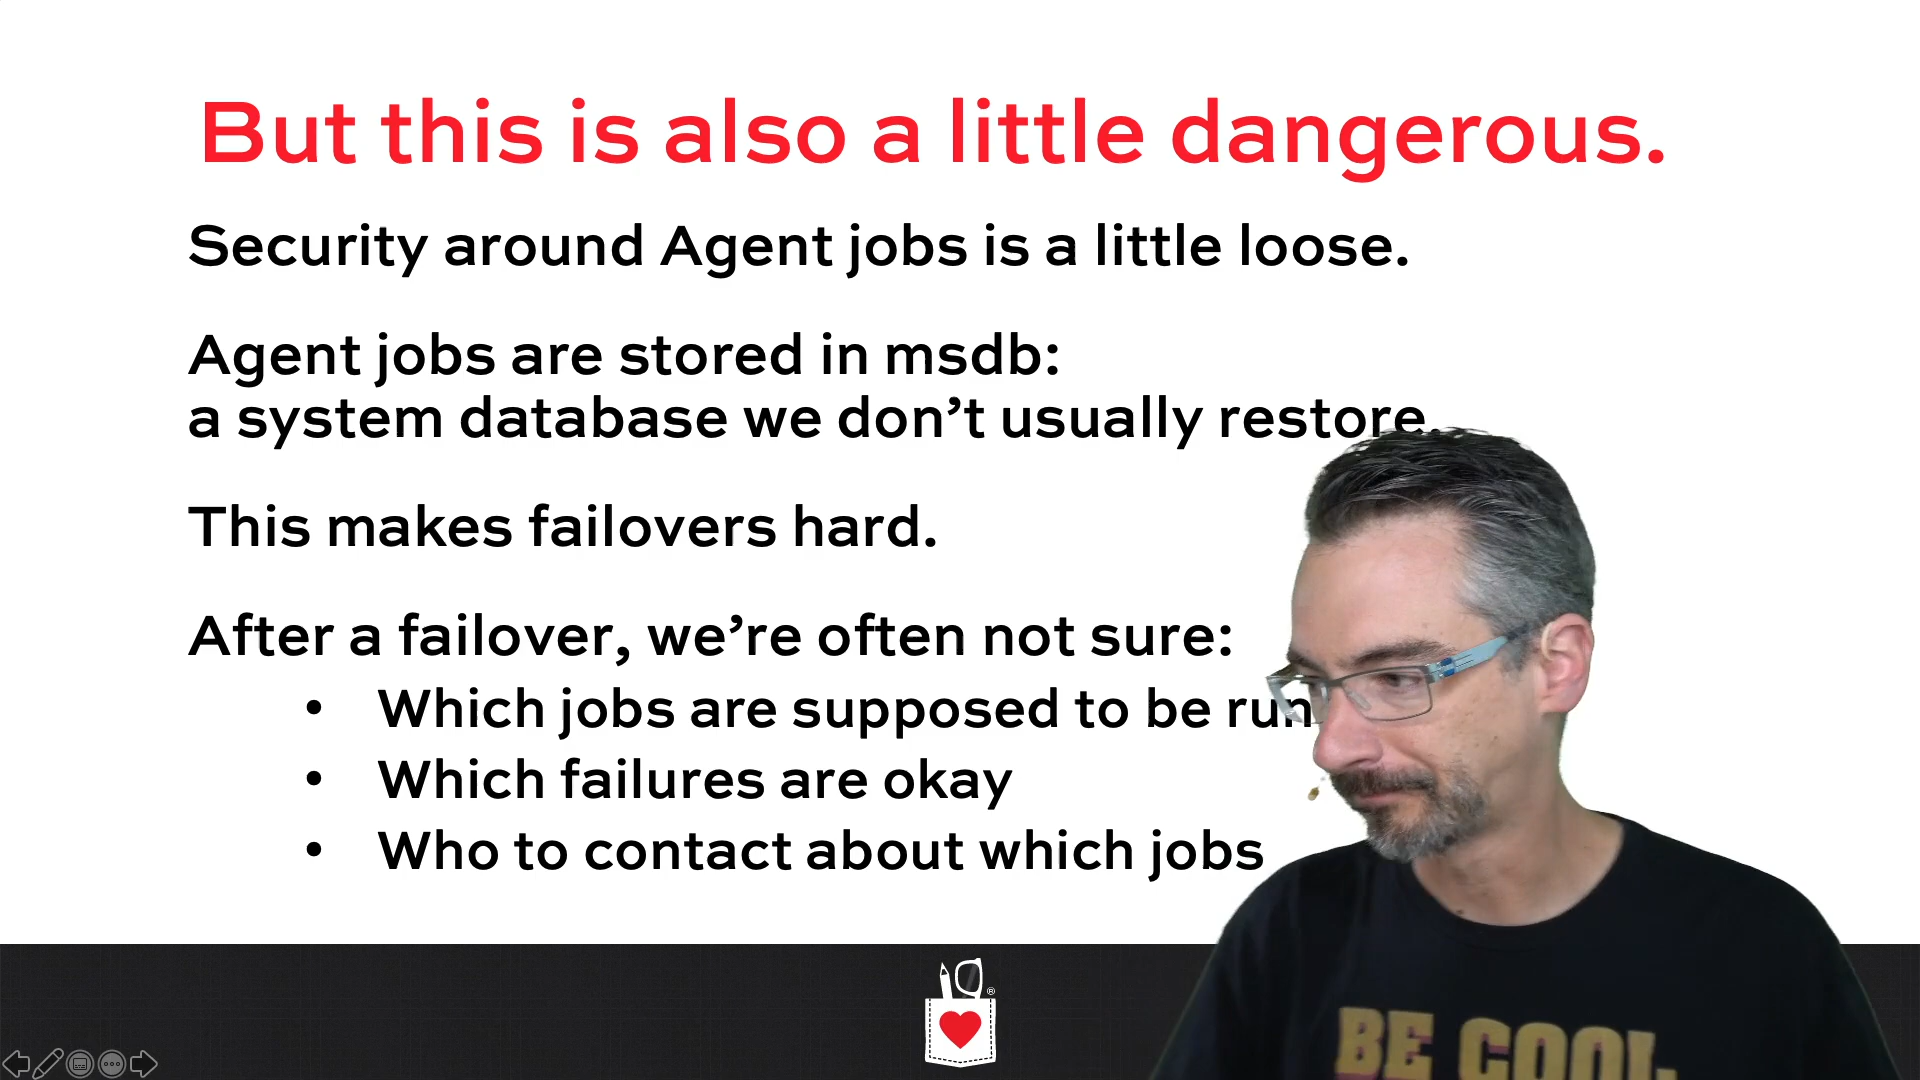 But this is also a little dangerous.
Security around Agent jobs is a little loose.
Agent jobs are stored in msdb:
a system database we don’t usually restore.
This makes failovers hard.
After a failover, we’re often not sure:
• Which jobs are supposed to be run
• Which failures are okay
• Who to contact about which jobs
®
BE COOL